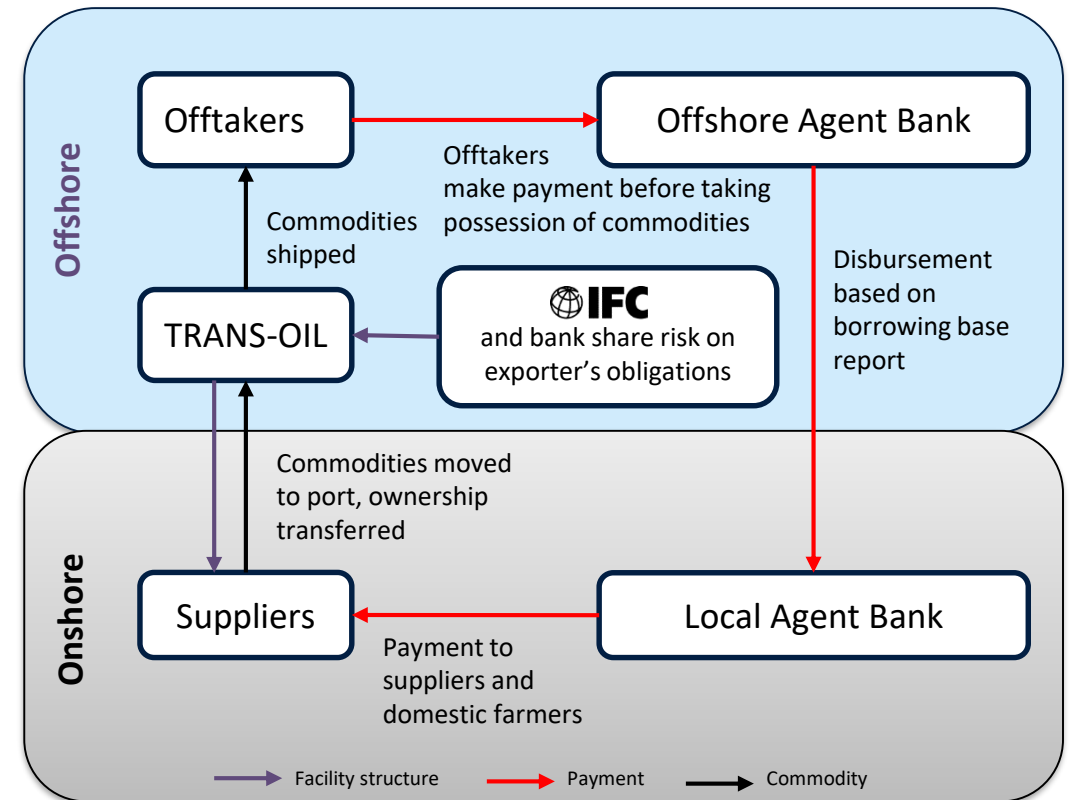 Offshore
Offtakers
Offshore Agent Bank
Offtakers
make payment before taking
possession of commodities
Commodities
shipped
Disbursement
based on
borrowing base
report
TRANS-OIL
IFC
and bank share risk on
exporter's obligations
Onshore
Commodities moved
to port, ownership
transferred
Suppliers
Local Agent Bank
Payment to
suppliers and
domestic farmers
Facility structure
Payment
Commodity